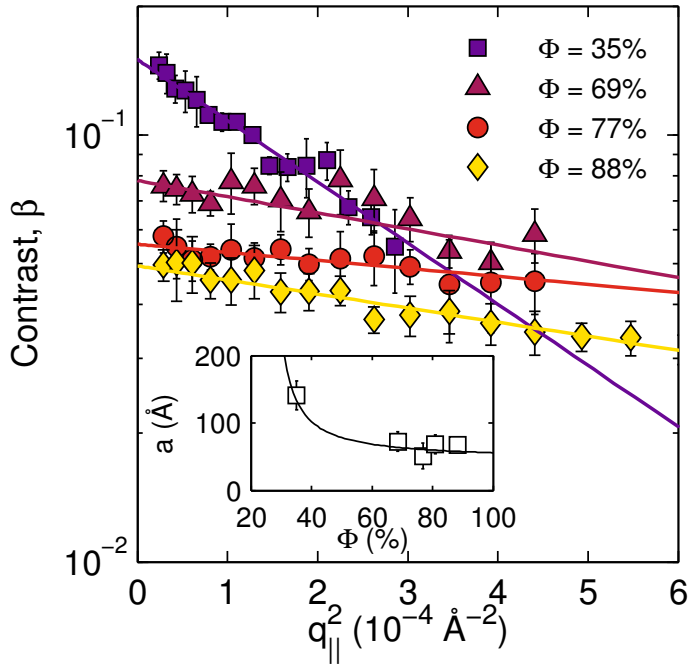 Contrast, β
10⁻¹
10⁻²
Φ = 35%
Φ = 69%
Φ = 77%
Φ = 88%
a (Å)
200
100
0
20 40 60 80 100
Φ (%)
0 1 2 3 4 5 6
q||² (10⁻⁴ Å⁻²)